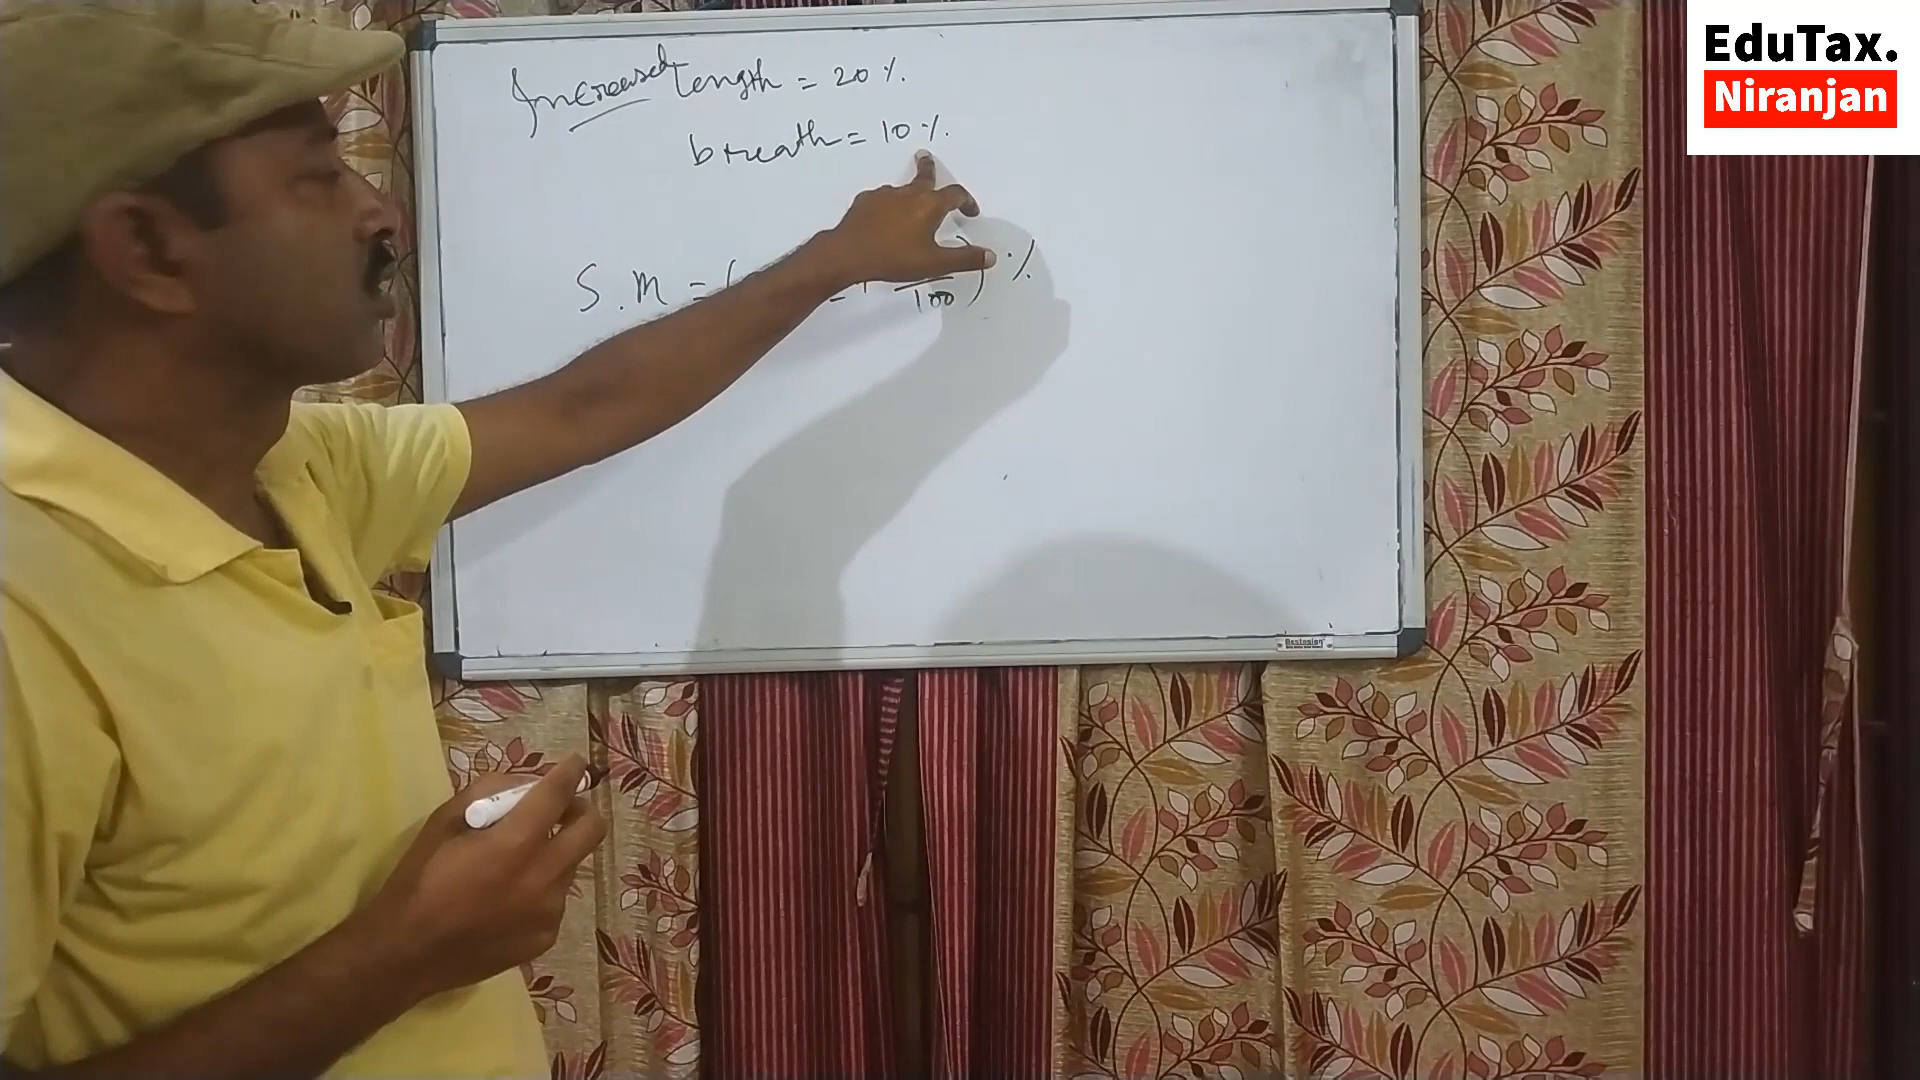 EduTax.
Niranjan
Increased Length = 20%.
breath = 10%.
S.M = (
100 ) %